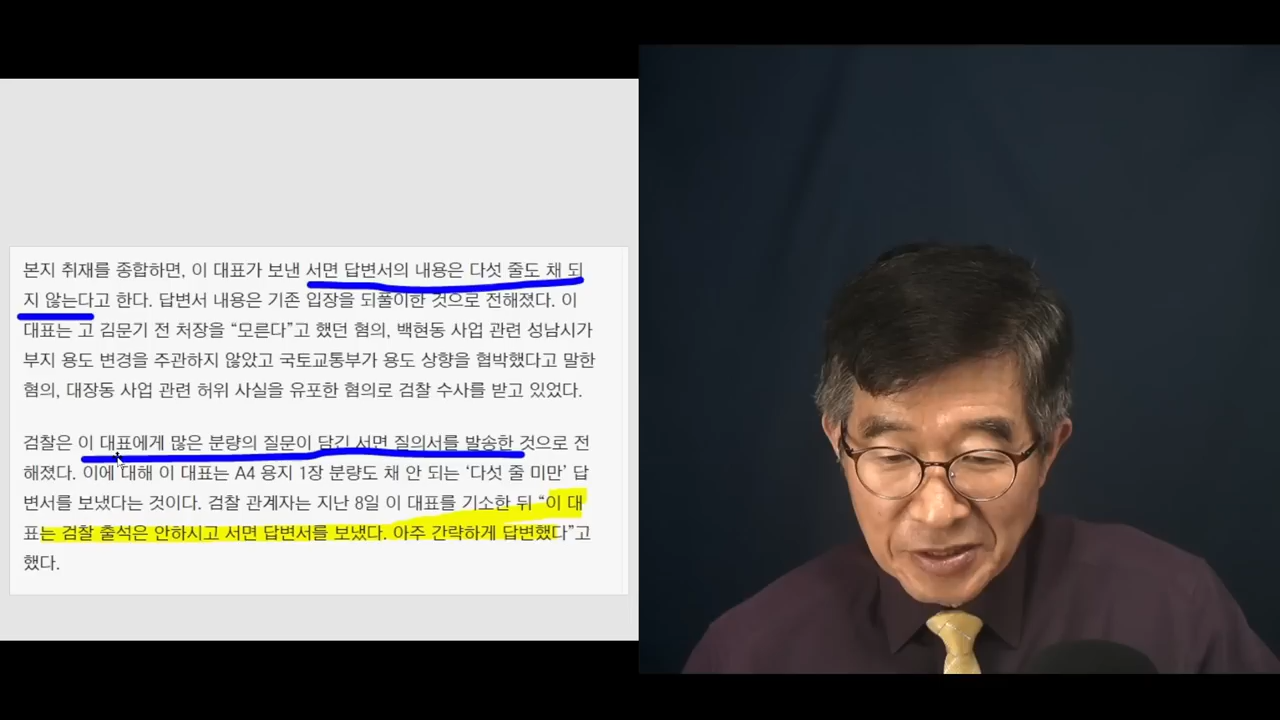 본지 취재를 종합하면, 이 대표가 보낸 서면 답변서의 내용은 다섯 줄도 채 되
지 않는다고 한다. 답변서 내용은 기존 입장을 되풀이한 것으로 전해졌다. 이
대표는 고 김문기 전 처장을 “모른다”고 했던 혐의, 백현동 사업 관련 성남시가
부지 용도 변경을 주관하지 않았고 국토교통부가 용도 상향을 협박했다고 말한
혐의, 대장동 사업 관련 허위 사실을 유포한 혐의로 검찰 수사를 받고 있었다.
검찰은 이 대표에게 많은 분량의 질문이 담긴 서면 질의서를 발송한 것으로 전
해졌다. 이에 대해 이 대표는 A4 용지 1장 분량도 채 안 되는 ‘다섯 줄 미만’ 답
변서를 보냈다는 것이다. 검찰 관계자는 지난 8일 이 대표를 기소한 뒤 “이 대
표는 검찰 출석은 안하시고 서면 답변서를 보냈다. 아주 간략하게 답변했다”고
했다.